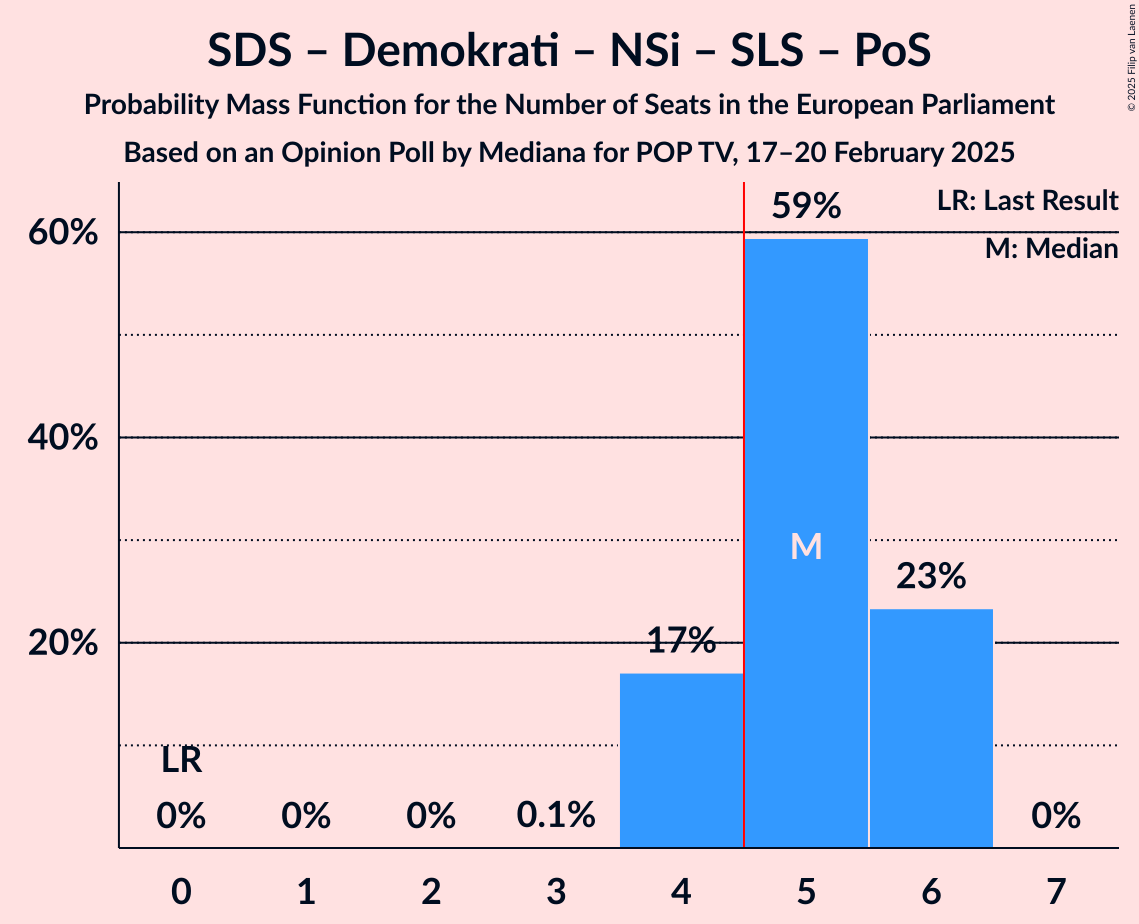 SDS – Demokrati – NSi – SLS – PoS
Probability Mass Function for the Number of Seats in the European Parliament
Based on an Opinion Poll by Mediana for POP TV, 17–20 February 2025
© 2025 Filip van Laenen
LR: Last Result
M: Median
60%
40%
20%
59%
M
23%
17%
LR
0%
0%
0%
0.1%
0%
0
1
2
3
4
5
6
7